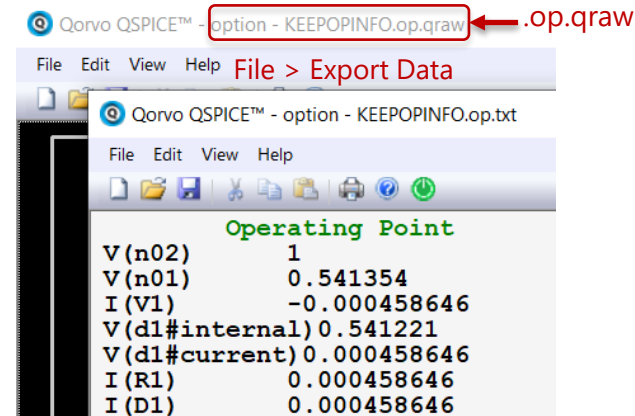 Qorvo QSPICE™ - option - KEEPOPINFO.op.qraw
.op.qraw
File Edit View Help
File > Export Data
Qorvo QSPICE™ - option - KEEPOPINFO.op.txt
File Edit View Help
Operating Point
V(n02) 1
V(n01) 0.541354
I(V1) -0.000458646
V(d1#internal)0.541221
V(d1#current)0.000458646
I(R1) 0.000458646
I(D1) 0.000458646